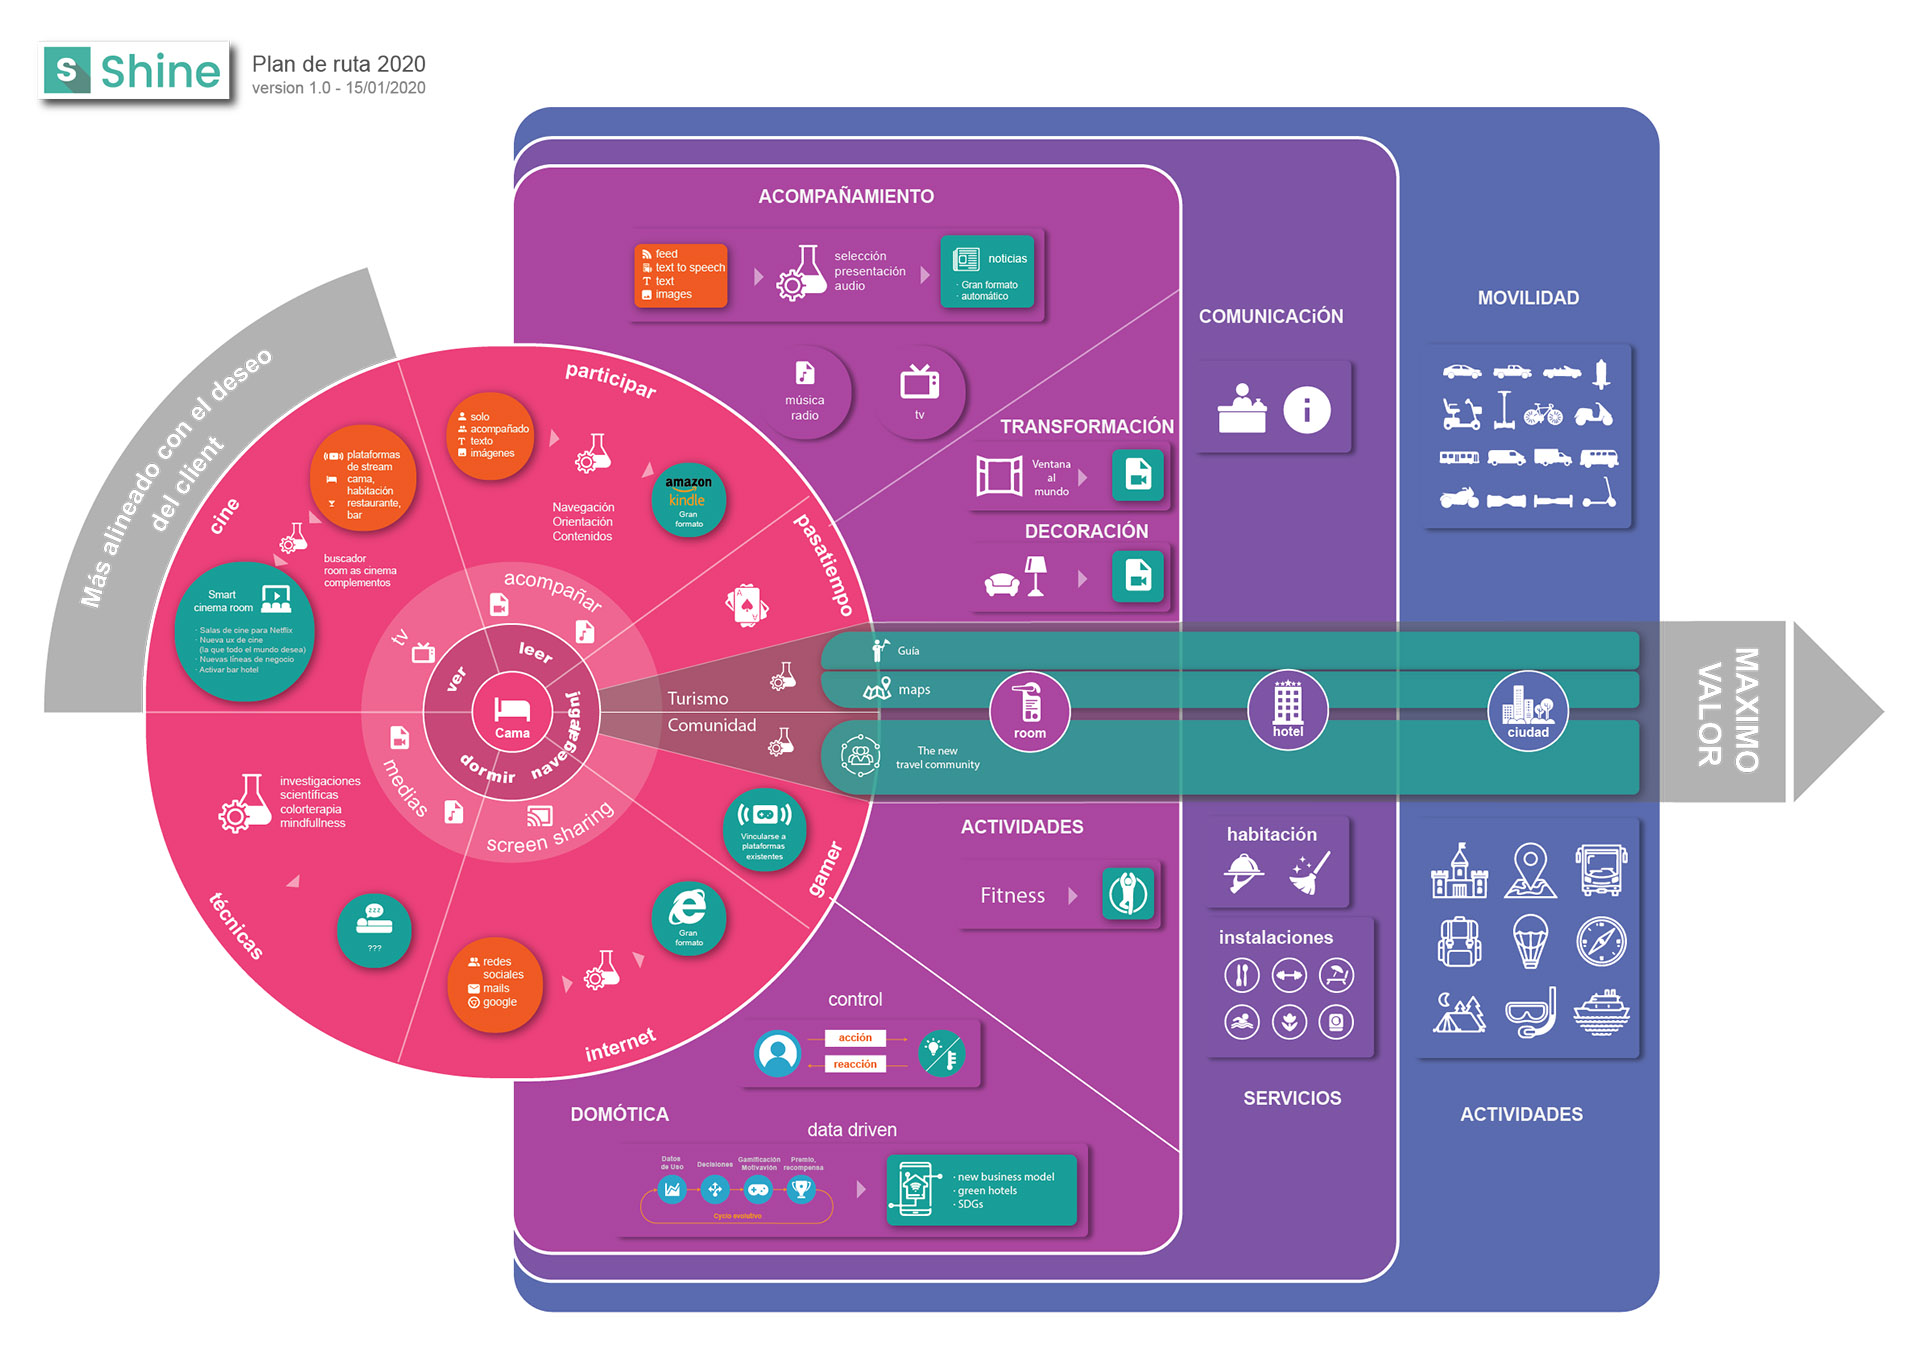 S Shine
Plan de ruta 2020
version 1.0 - 15/01/2020
Más alineado con el deseo
del client
ACOMPAÑAMIENTO
feed
text to speech
text
images
selección
presentación
audio
noticias
· Gran formato
· automático
música
radio
tv
TRANSFORMACIÓN
Ventana
al
mundo
DECORACIÓN
COMUNICACiÓN
MOVILIDAD
participar
solo
acompañado
texto
imágenes
Navegación
Orientación
Contenidos
amazon
kindle
Gran
formato
pasatiempo
A
A
cine
plataformas
de stream
cama,
habitación
restaurante,
bar
buscador
room as cinema
complementos
Smart
cinema room
· Salas de cine para Netflix
· Nueva ux de cine
(la que todo el mundo desea)
· Nuevas líneas de negocio
· Activar bar hotel
acompañar
tv
medias
screen sharing
leer
ver
jugar
navegar
dormir
Cama
Turismo
Comunidad
Guía
maps
The new
travel community
room
hotel
ciudad
MAXIMO
VALOR
investigaciones
scientíficas
colorterapia
mindfullness
técnicas
zzz
???
redes
sociales
mails
google
internet
Gran
formato
Vincularse a
plataformas
existentes
gamer
ACTIVIDADES
Fitness
control
acción
reacción
DOMÓTICA
data driven
Datos
de Uso
Decisiones
Gamificación
Motivavión
Premio,
recompensa
Cyclo evolutivo
· new business model
· green hotels
· SDGs
habitación
instalaciones
SERVICIOS
ACTIVIDADES